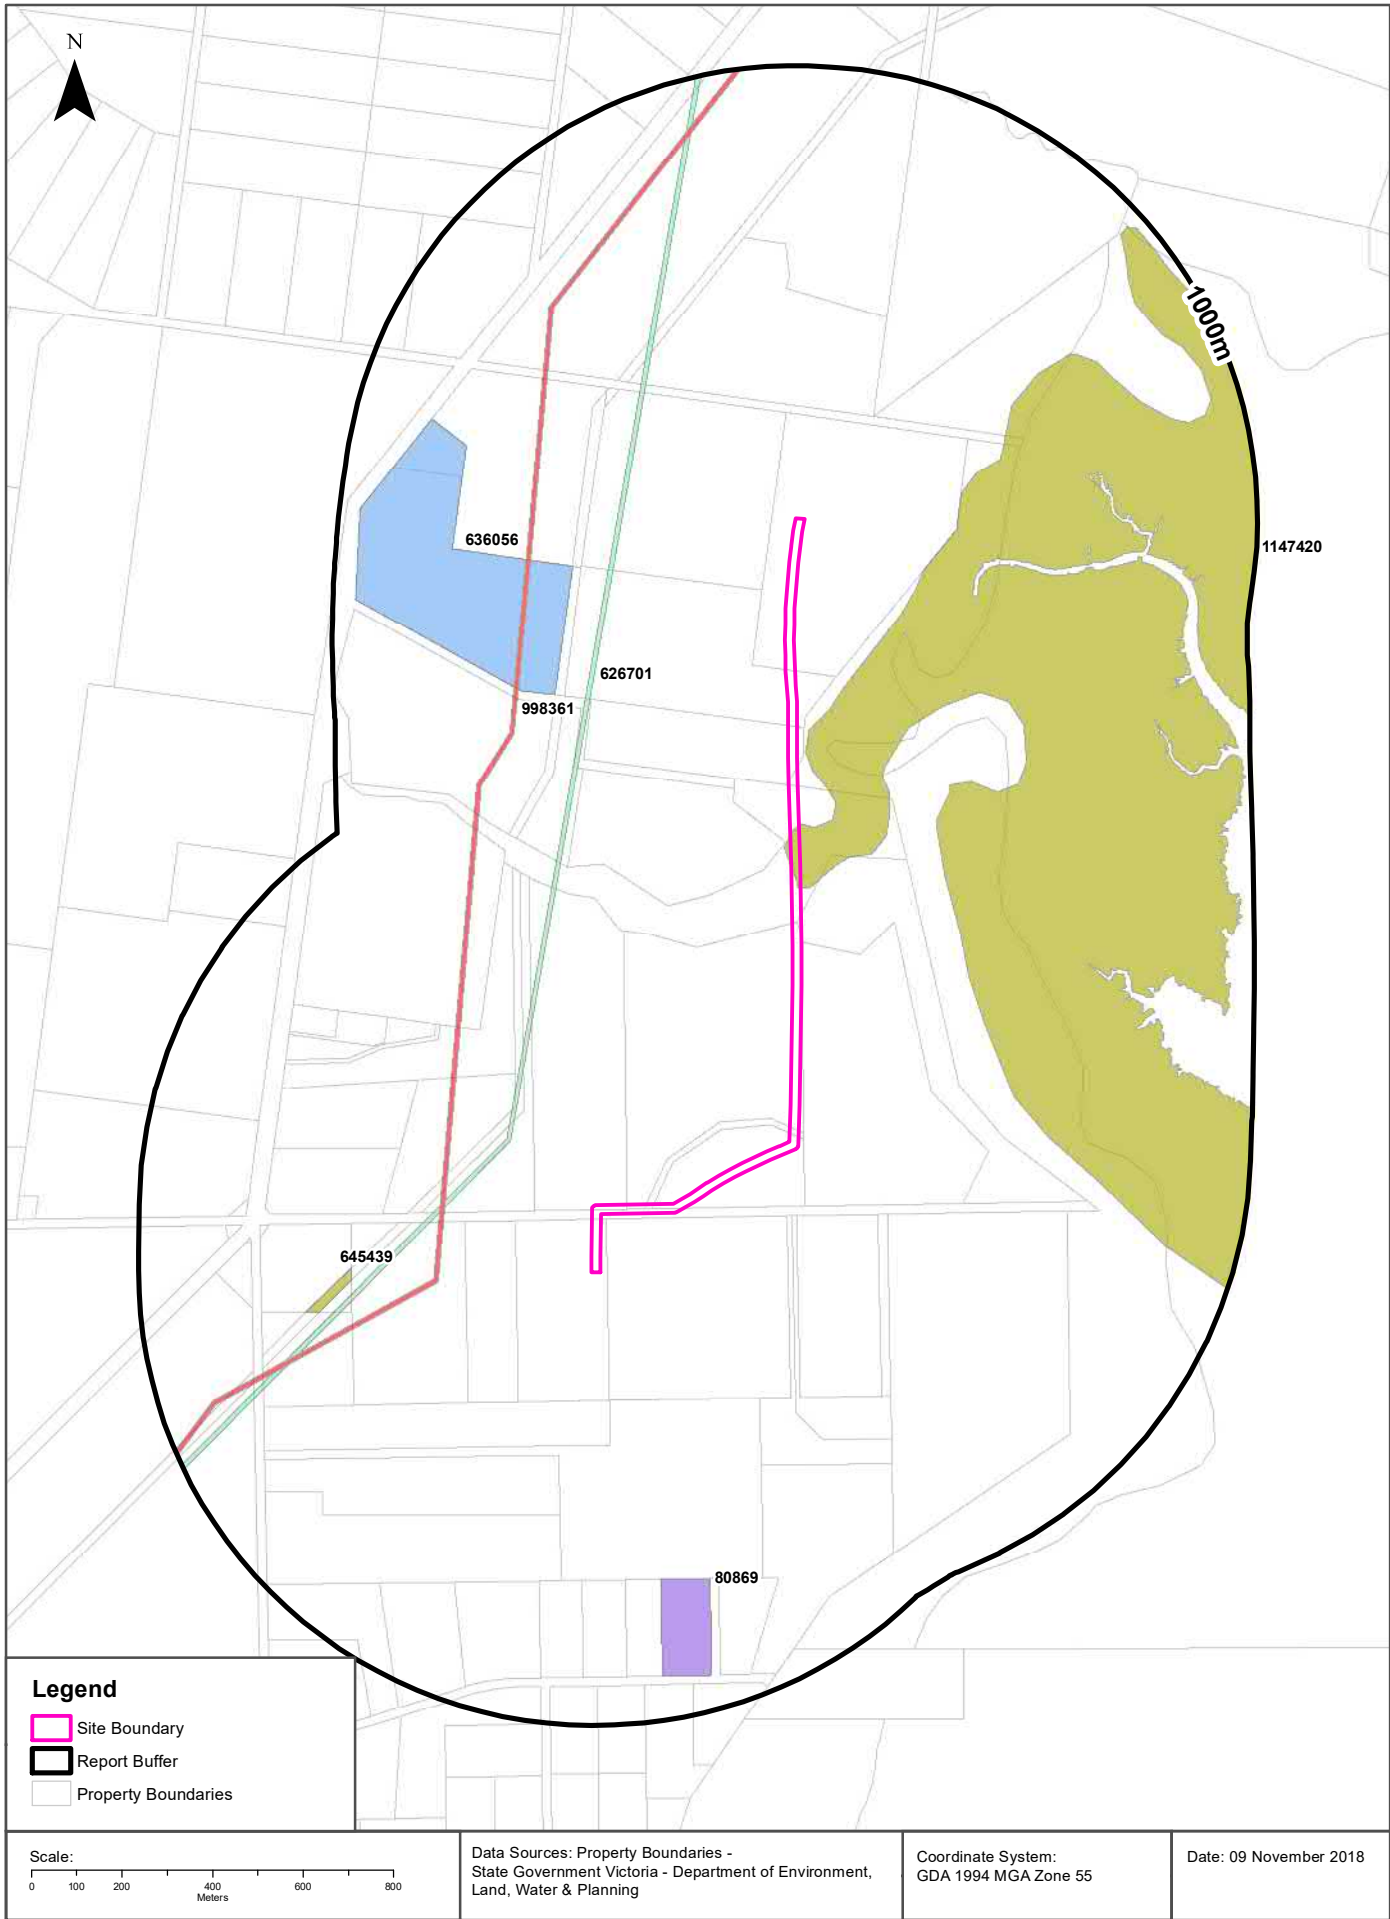 N
1000m
636056
1147420
626701
998361
645439
80869
Legend
Site Boundary
Report Buffer
Property Boundaries
Scale:
0 100 200 400 600 800
Meters
Data Sources: Property Boundaries -
State Government Victoria - Department of Environment,
Land, Water & Planning
Coordinate System:
GDA 1994 MGA Zone 55
Date: 09 November 2018